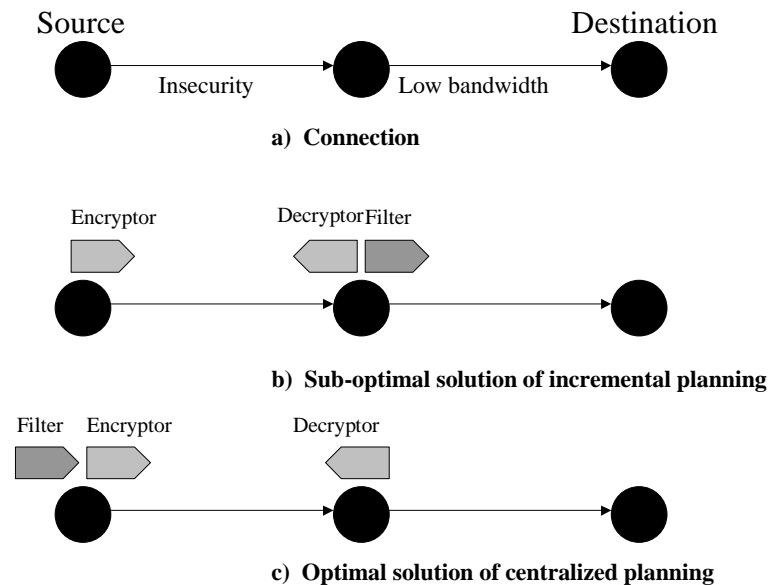 Source Destination
Insecurity Low bandwidth
a) Connection
Encryptor Decryptor Filter
b) Sub-optimal solution of incremental planning
Filter Encryptor Decryptor
c) Optimal solution of centralized planning